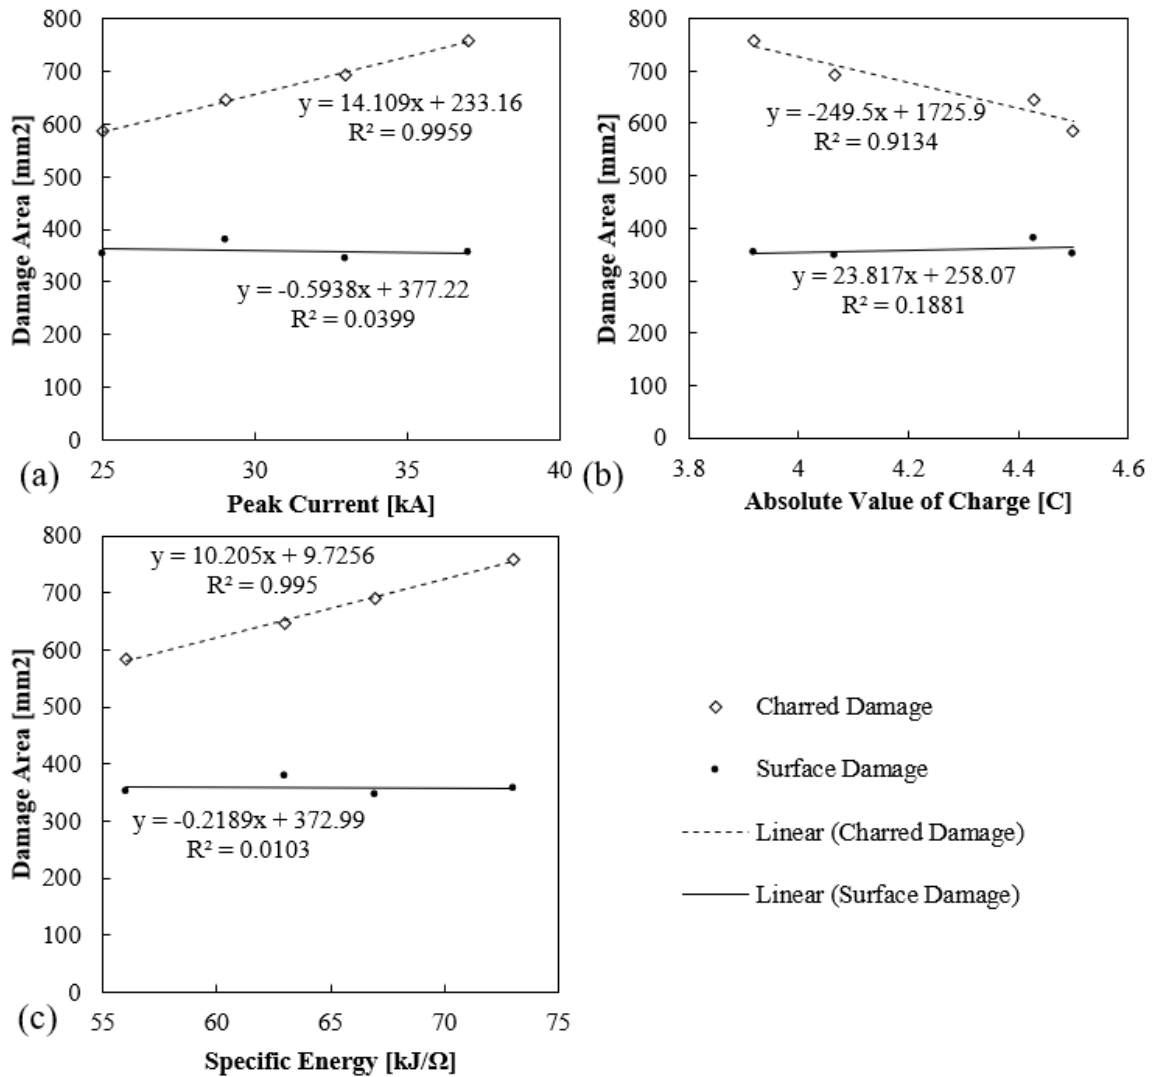 800
700
600
500
400
300
200
100
0
Damage Area [mm2]
y = 14.109x + 233.16
R² = 0.9959
y = -0.5938x + 377.22
R² = 0.0399
25
30
35
40
(a)
Peak Current [kA]
800
700
600
500
400
300
200
100
0
Damage Area [mm2]
y = -249.5x + 1725.9
R² = 0.9134
y = 23.817x + 258.07
R² = 0.1881
3.8
4
4.2
4.4
4.6
(b)
Absolute Value of Charge [C]
800
700
600
500
400
300
200
100
0
Damage Area [mm2]
y = 10.205x + 9.7256
R² = 0.995
y = -0.2189x + 372.99
R² = 0.0103
55
60
65
70
75
(c)
Specific Energy [kJ/Ω]
Charred Damage
Surface Damage
Linear (Charred Damage)
Linear (Surface Damage)